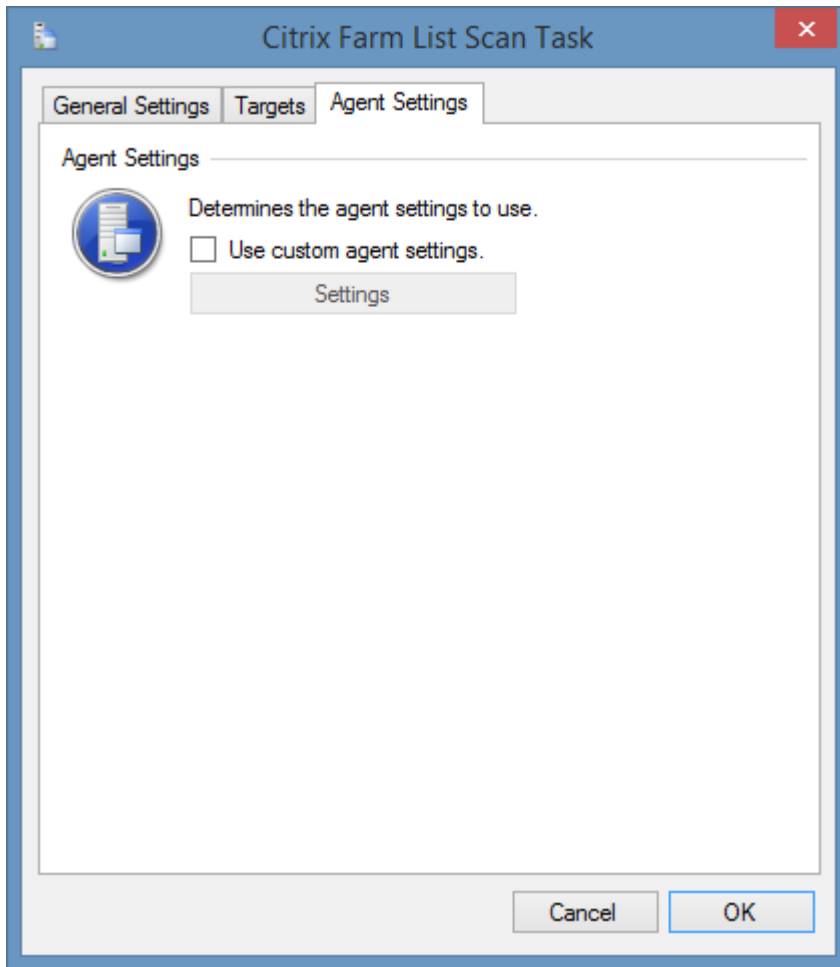 Citrix Farm List Scan Task
General Settings
Targets
Agent Settings
Agent Settings
Determines the agent settings to use.
Use custom agent settings.
Settings
Cancel
OK